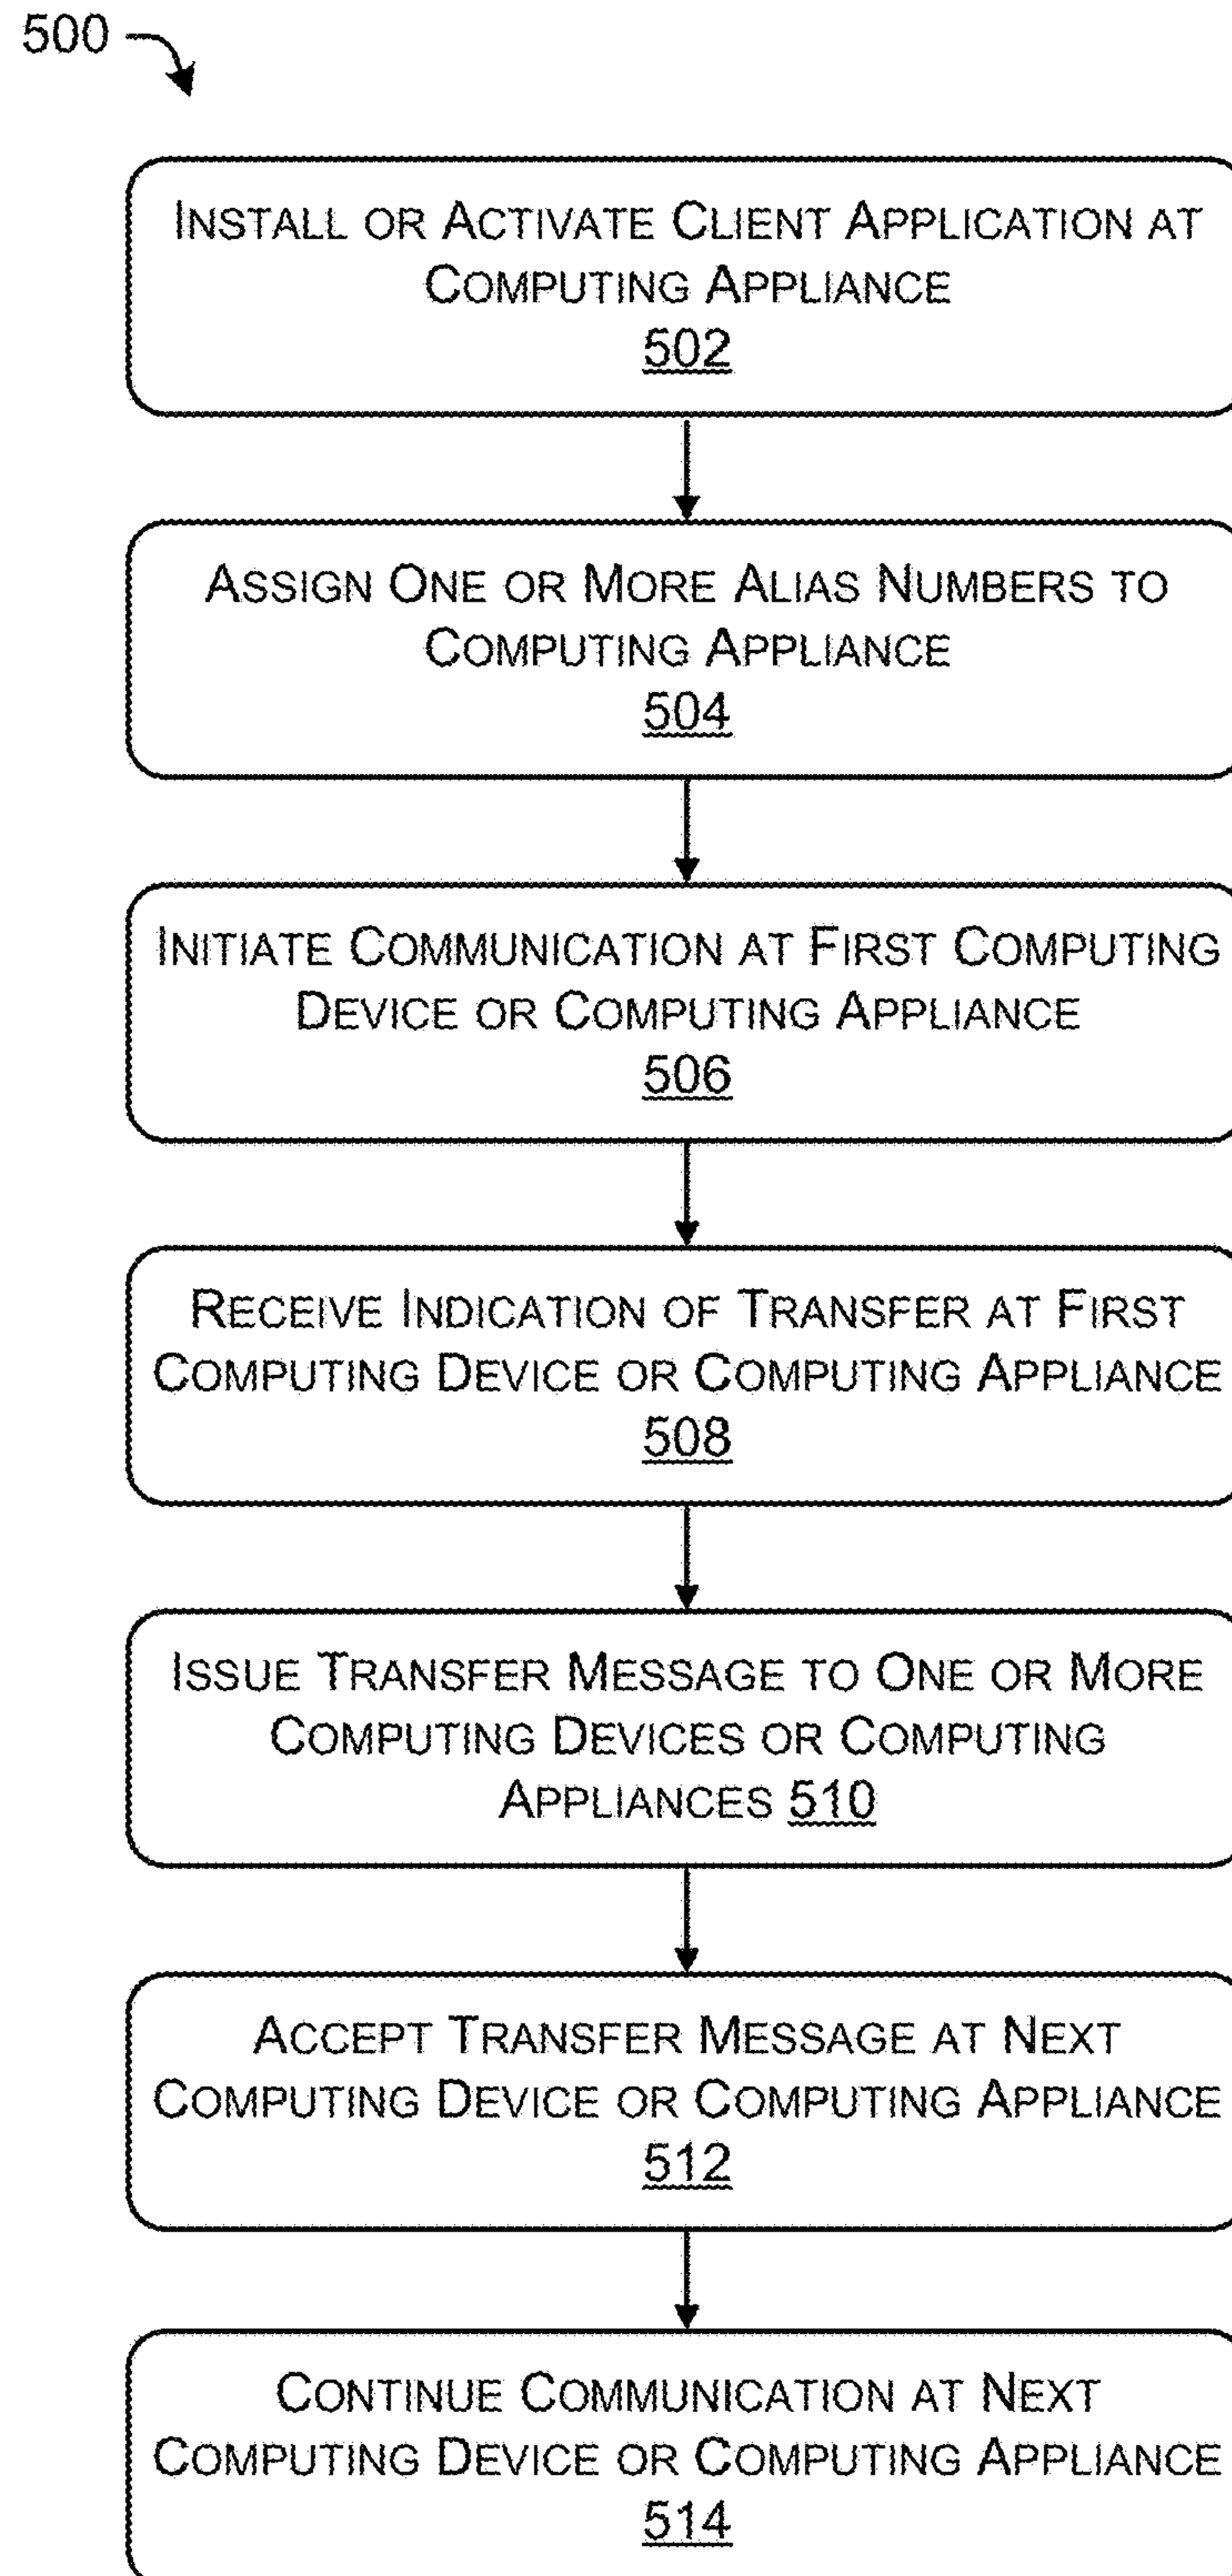 500
INSTALL OR ACTIVATE CLIENT APPLICATION AT
COMPUTING APPLIANCE
502
ASSIGN ONE OR MORE ALIAS NUMBERS TO
COMPUTING APPLIANCE
504
INITIATE COMMUNICATION AT FIRST COMPUTING
DEVICE OR COMPUTING APPLIANCE
506
RECEIVE INDICATION OF TRANSFER AT FIRST
COMPUTING DEVICE OR COMPUTING APPLIANCE
508
ISSUE TRANSFER MESSAGE TO ONE OR MORE
COMPUTING DEVICES OR COMPUTING
APPLIANCES 510
ACCEPT TRANSFER MESSAGE AT NEXT
COMPUTING DEVICE OR COMPUTING APPLIANCE
512
CONTINUE COMMUNICATION AT NEXT
COMPUTING DEVICE OR COMPUTING APPLIANCE
514